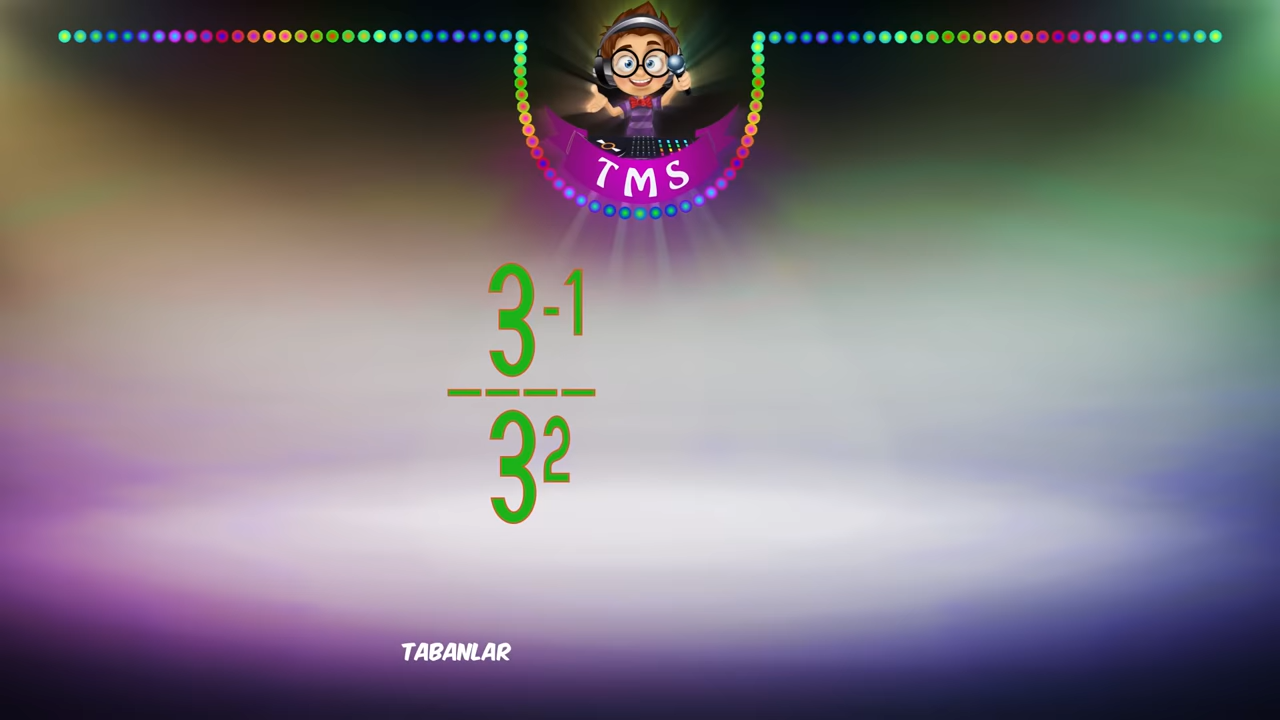 TMS
3⁻¹
----
3²
TABANLAR